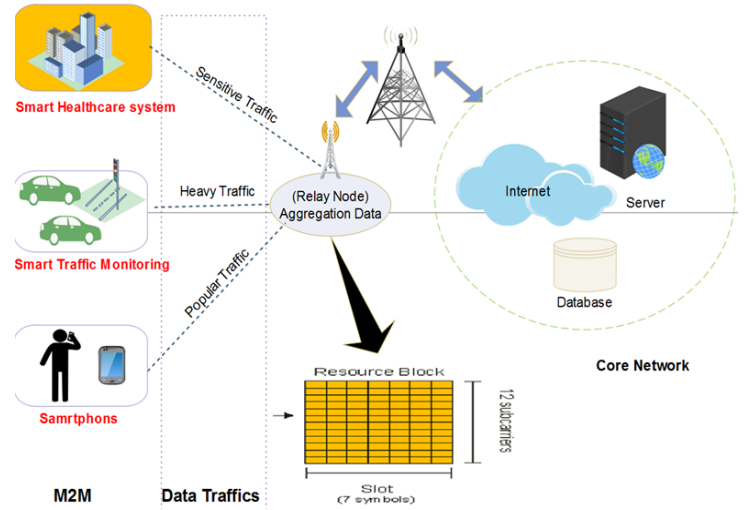 Smart Healthcare system
Sensitive Traffic
Heavy Traffic
(Relay Node)
Aggregation Data
Internet
Server
Smart Traffic Monitoring
Popular Traffic
Database
Samrtphons
Core Network
Resource Block
12 subcarriers
Slot
(7 symbols)
M2M
Data Traffics